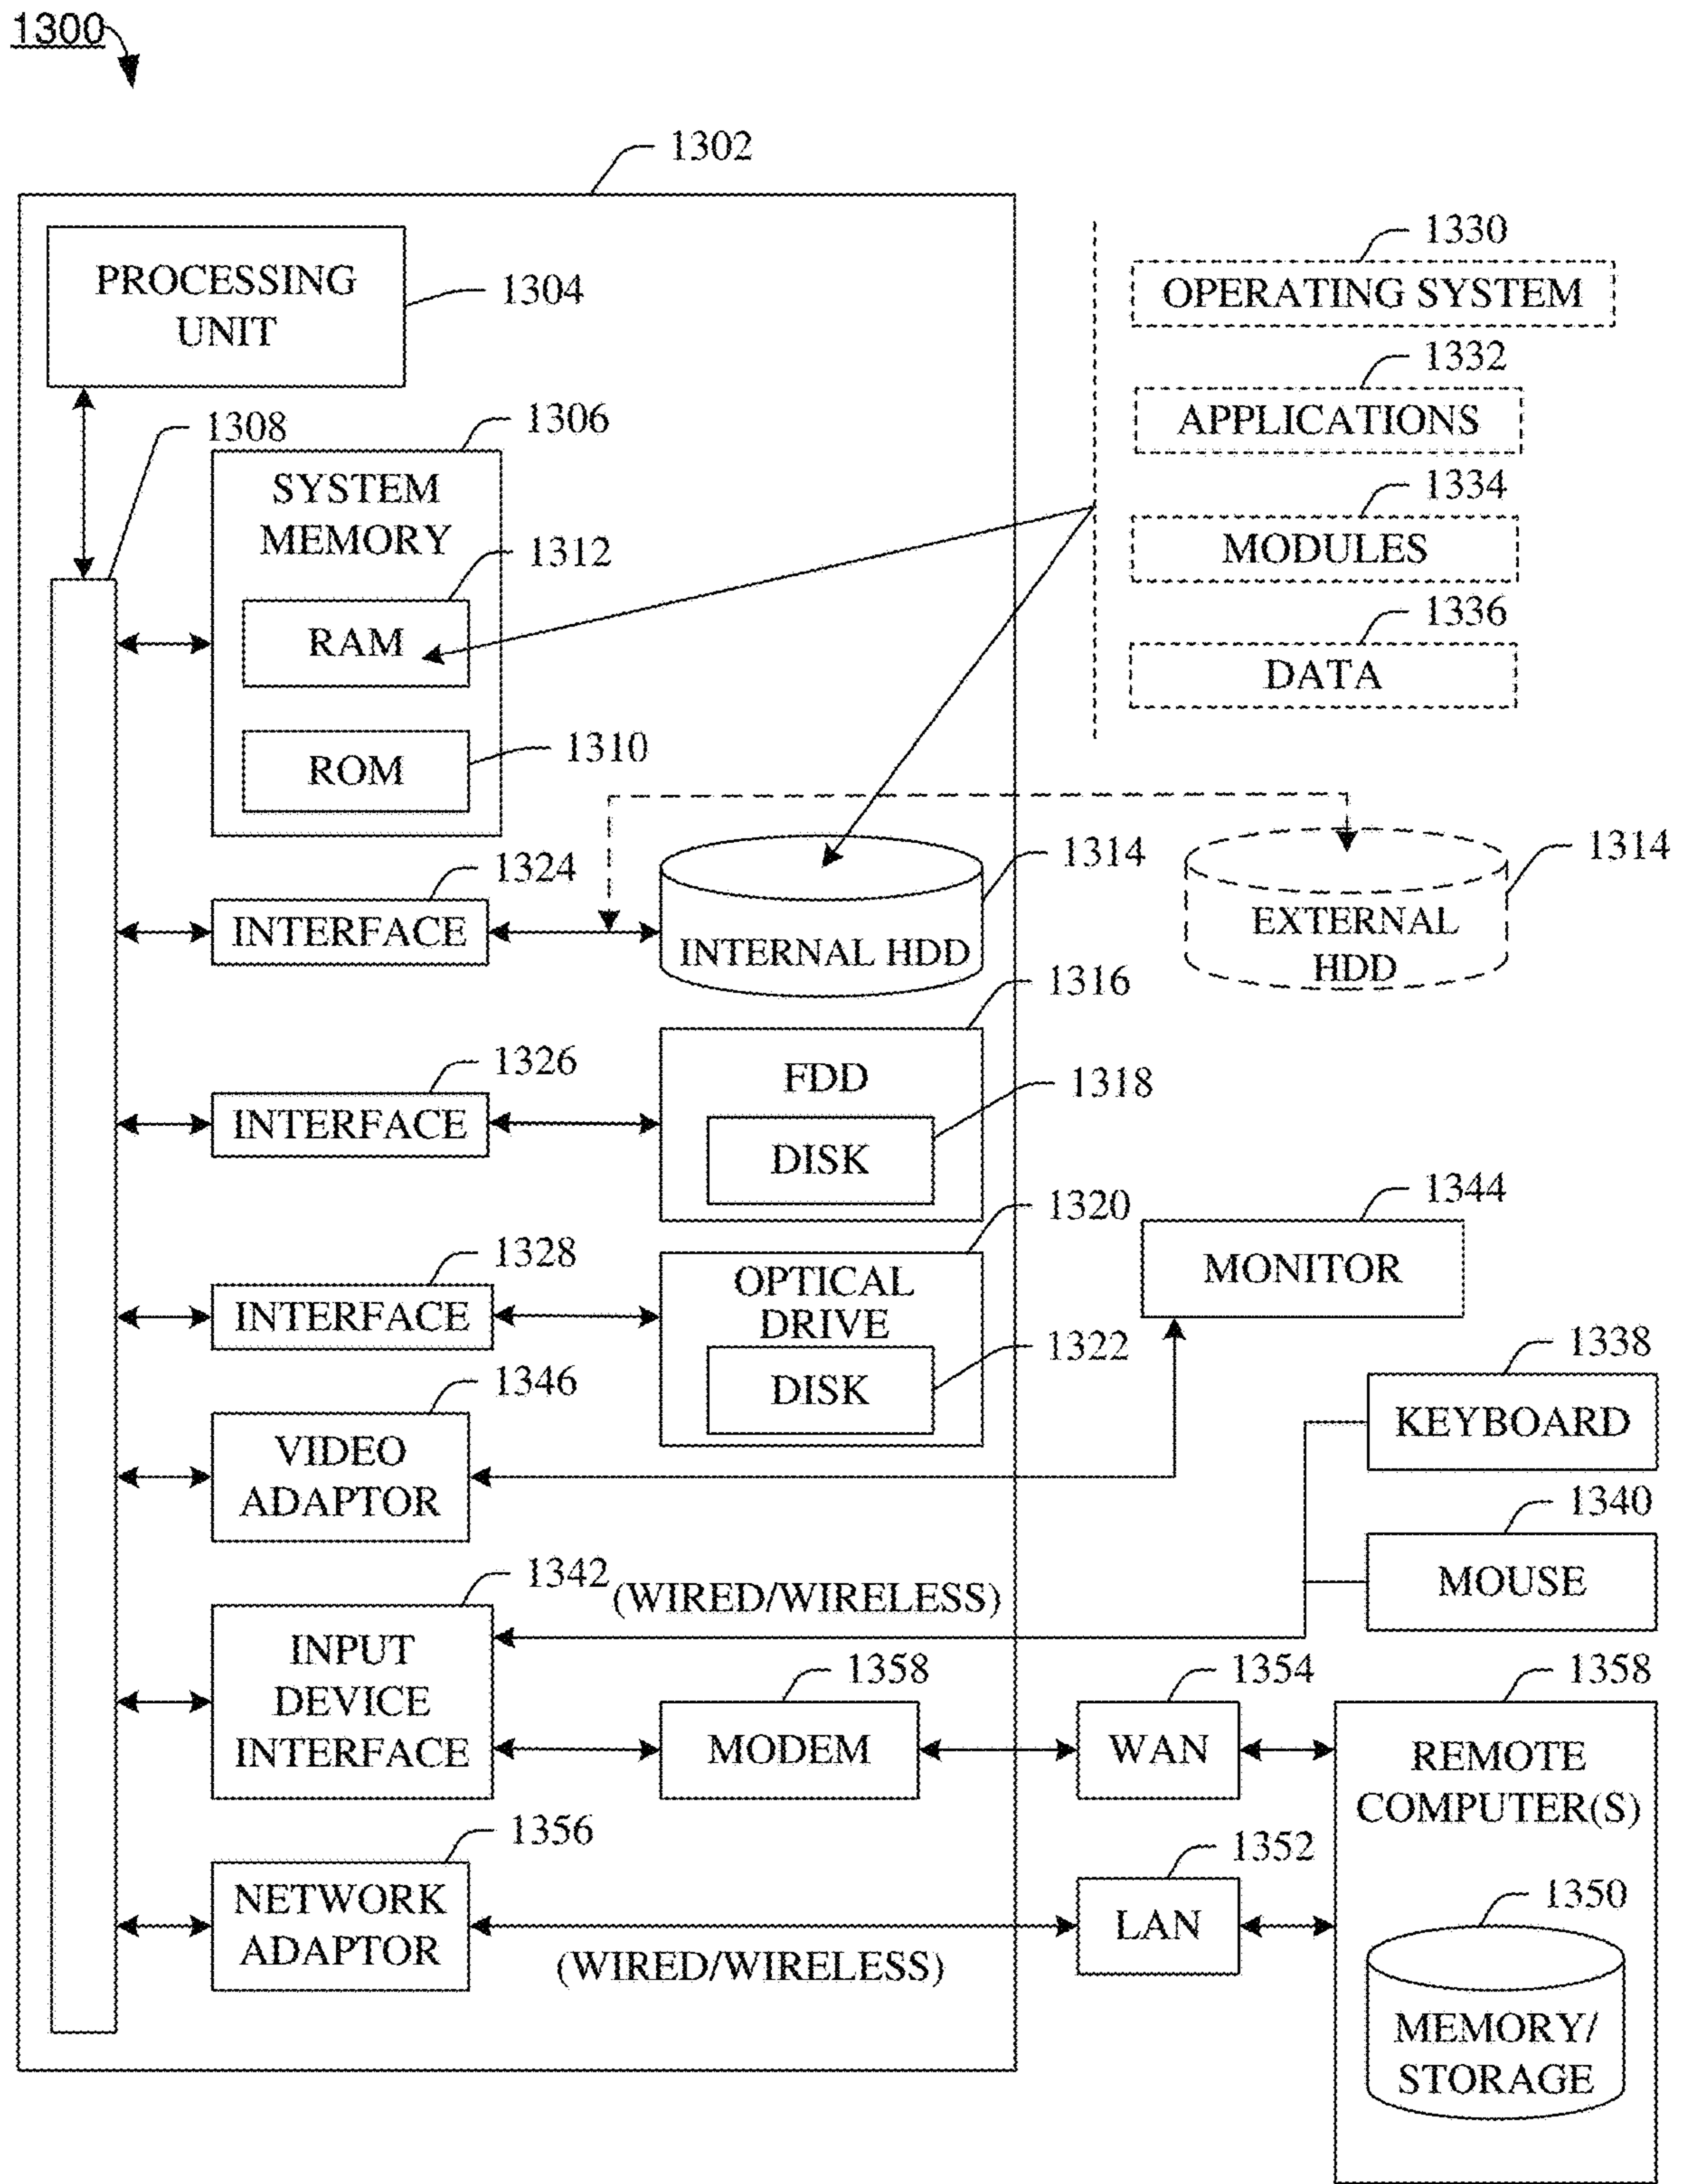 1300
1302
PROCESSING
UNIT
1304
1330
OPERATING SYSTEM
1332
APPLICATIONS
1334
MODULES
1336
DATA
1308
1306
SYSTEM
MEMORY
1312
RAM
1310
ROM
1324
INTERFACE
1314
INTERNAL HDD
1314
EXTERNAL
HDD
1326
INTERFACE
1316
FDD
1318
DISK
1328
INTERFACE
1320
OPTICAL
DRIVE
1322
DISK
1344
MONITOR
1346
VIDEO
ADAPTOR
1338
KEYBOARD
1340
MOUSE
1342
(WIRED/WIRELESS)
INPUT
DEVICE
INTERFACE
1358
MODEM
1354
WAN
1358
REMOTE
COMPUTER(S)
1356
NETWORK
ADAPTOR
(WIRED/WIRELESS)
1352
LAN
1350
MEMORY/
STORAGE